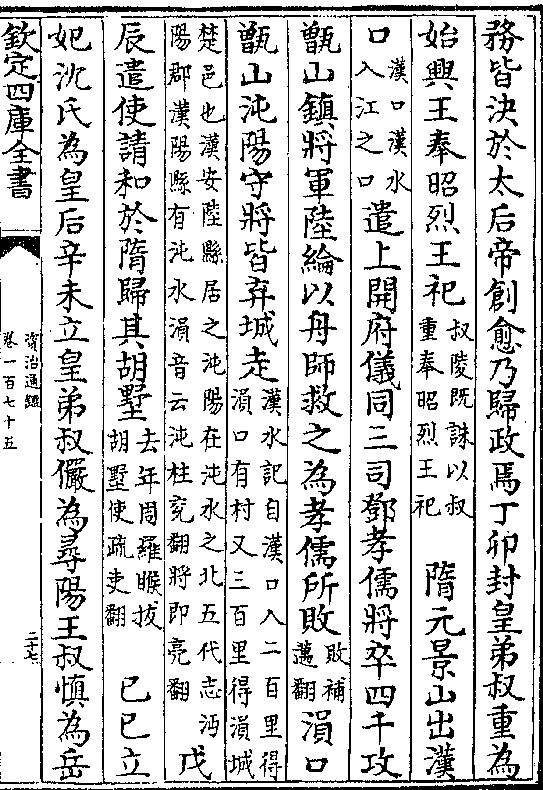 務皆決於太后帝創愈乃歸政焉丁卯封皇弟叔重為
始興王奉昭烈王祀叔陵既誅以叔重奉昭烈王祀 隋元景山出漢
口漢口漢水入江之口遣上開府儀同三司鄧孝儒將卒四千攻
甑山鎮將軍陸綸以舟師救之為孝儒所敗敗補邁翻溳口
甑山沌陽守將皆弃城走漢水記自漢口入二百里得溳口有村又三百里得溳城
楚邑也漢安陸縣居之沌陽在沌水之北五代志沔陽郡漢陽縣有沌水溳音云沌柱兖翻將即亮翻 戊
辰遣使請和於隋歸其胡墅去年周羅睺拔胡墅使疏吏翻 己巳立
妃沈氏為皇后辛未立皇弟叔儼為尋陽王叔慎為岳
欽定四庫全書
資治通鑑
卷一百七十五
二十七